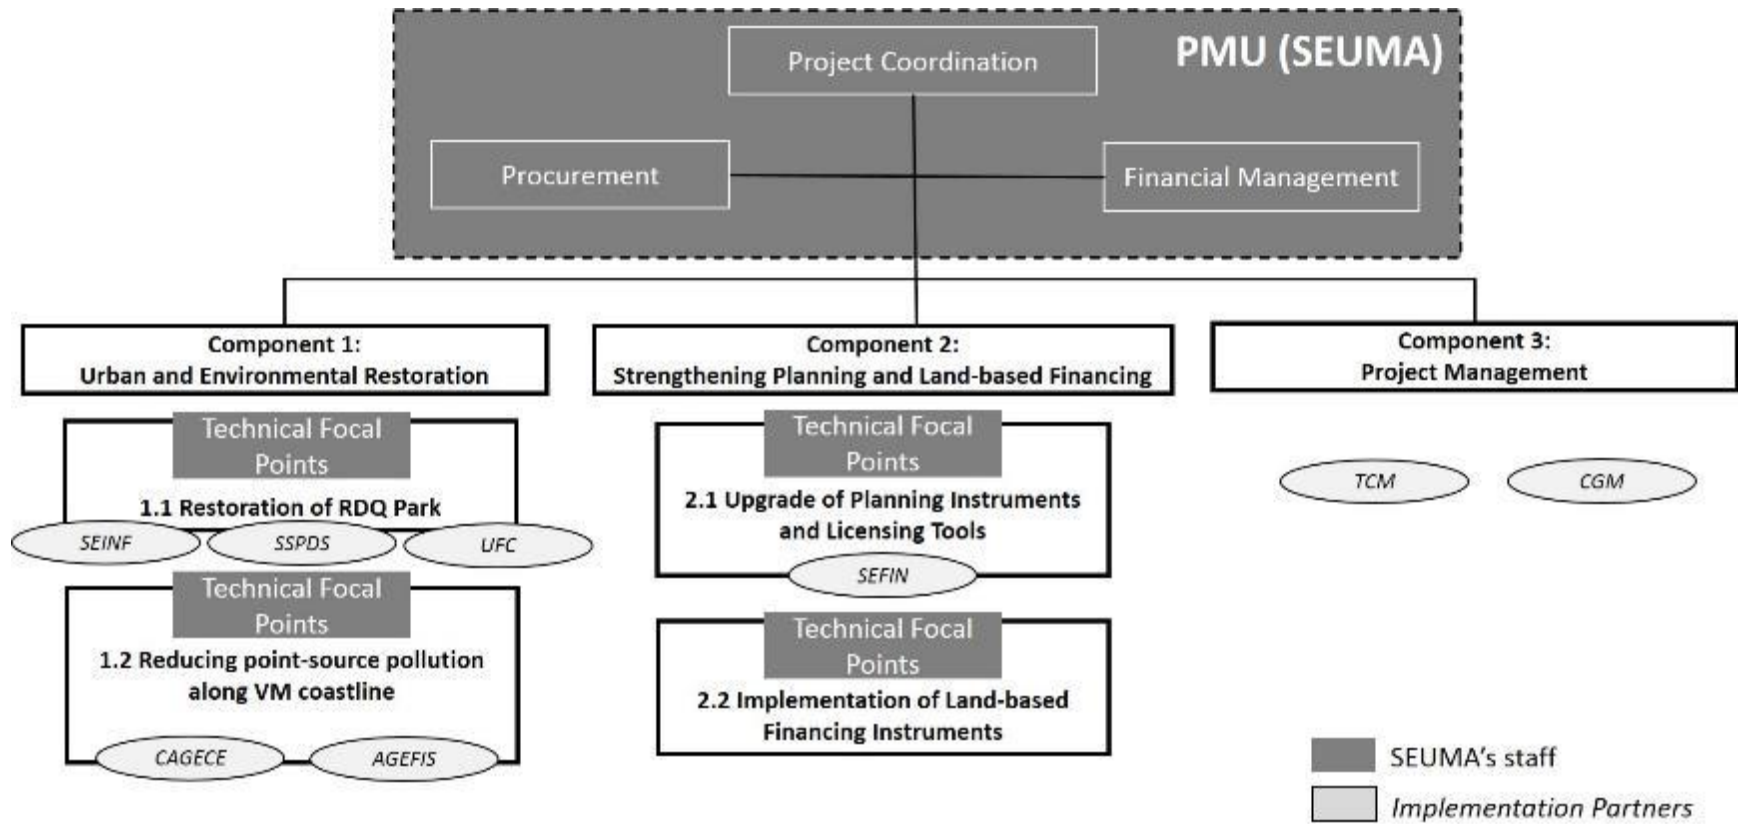 Project Coordination
PMU (SEUMA)
Procurement
Financial Management
Component 1:
Urban and Environmental Restoration
Component 2:
Strengthening Planning and Land-based Financing
Component 3:
Project Management
Technical Focal
Points
1.1 Restoration of RDQ Park
SEINF
SSPDS
UFC
Technical Focal
Points
1.2 Reducing point-source pollution
along VM coastline
CAGECE
AGEFIS
Technical Focal
Points
2.1 Upgrade of Planning Instruments
and Licensing Tools
SEFIN
Technical Focal
Points
2.2 Implementation of Land-based
Financing Instruments
TCM
CGM
SEUMA's staff
Implementation Partners